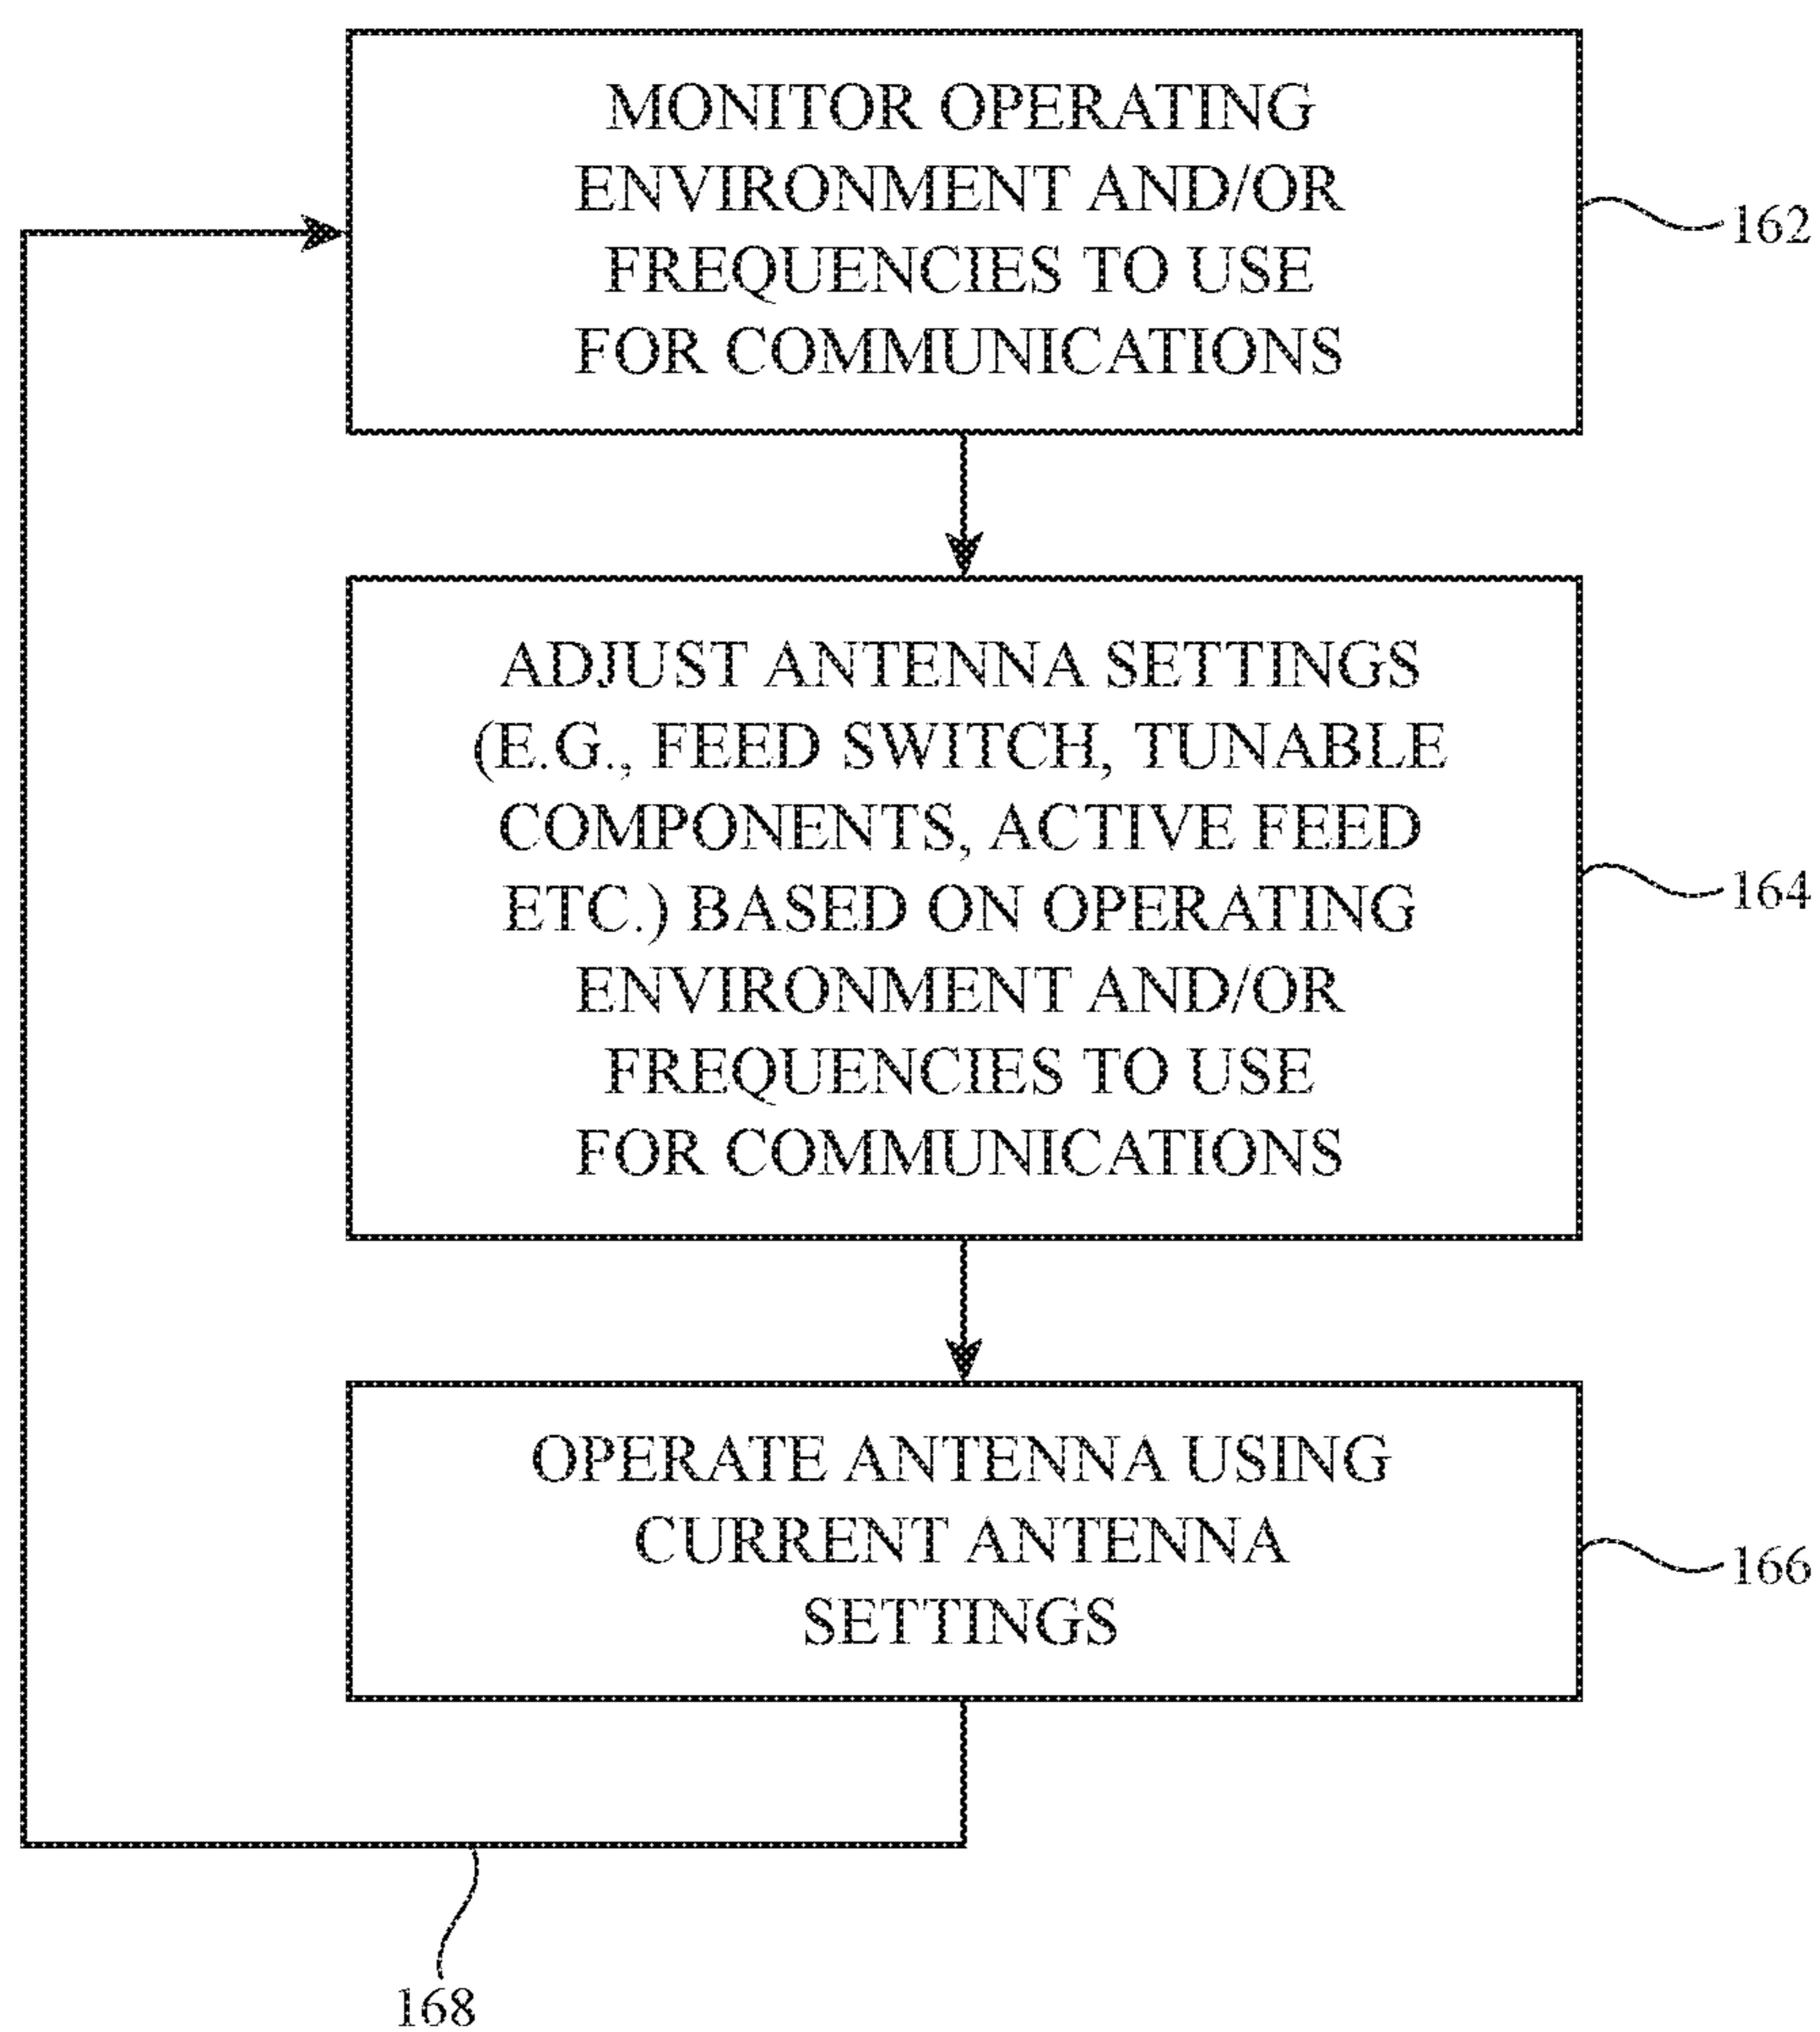 MONITOR OPERATING
ENVIRONMENT AND/OR
FREQUENCIES TO USE
FOR COMMUNICATIONS
162
ADJUST ANTENNA SETTINGS
(E.G., FEED SWITCH, TUNABLE
COMPONENTS, ACTIVE FEED
ETC.) BASED ON OPERATING
ENVIRONMENT AND/OR
FREQUENCIES TO USE
FOR COMMUNICATIONS
164
OPERATE ANTENNA USING
CURRENT ANTENNA
SETTINGS
166
168